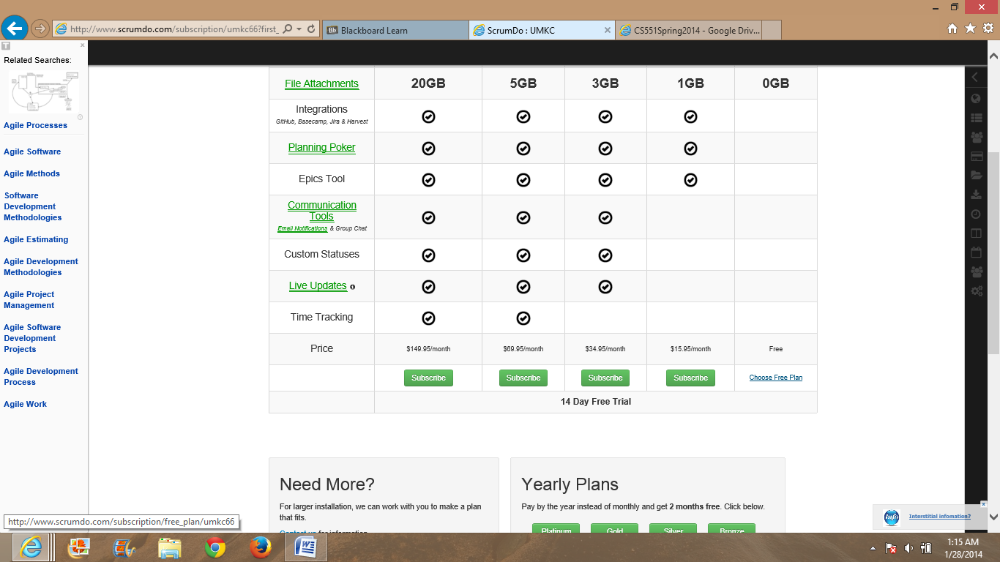 http://www.scrumdo.com/subscription/umkc66?first_
Blackboard Learn
ScrumDo : UMKC
CS551Spring2014 - Google Driv...
Related Searches:
Agile Processes
Agile Software
Agile Methods
Software
Development
Methodologies
Agile Estimating
Agile Development
Methodologies
Agile Project
Management
Agile Software
Development
Projects
Agile Development
Process
Agile Work
File Attachments 20GB 5GB 3GB 1GB 0GB
Integrations
GitHub, Basecamp, Jira & Harvest
Planning Poker
Epics Tool
Communication
Tools
Email Notifications & Group Chat
Custom Statuses
Live Updates
Time Tracking
Price $149.95/month $69.95/month $34.95/month $15.95/month Free
Subscribe Subscribe Subscribe Subscribe Choose Free Plan
14 Day Free Trial
Need More?
For larger installation, we can work with you to make a plan
that fits.
Contact us for information
Yearly Plans
Pay by the year instead of monthly and get 2 months free. Click below.
Platinum Gold Silver Bronze
Interstitial infomation?
http://www.scrumdo.com/subscription/free_plan/umkc66
1:15 AM
1/28/2014